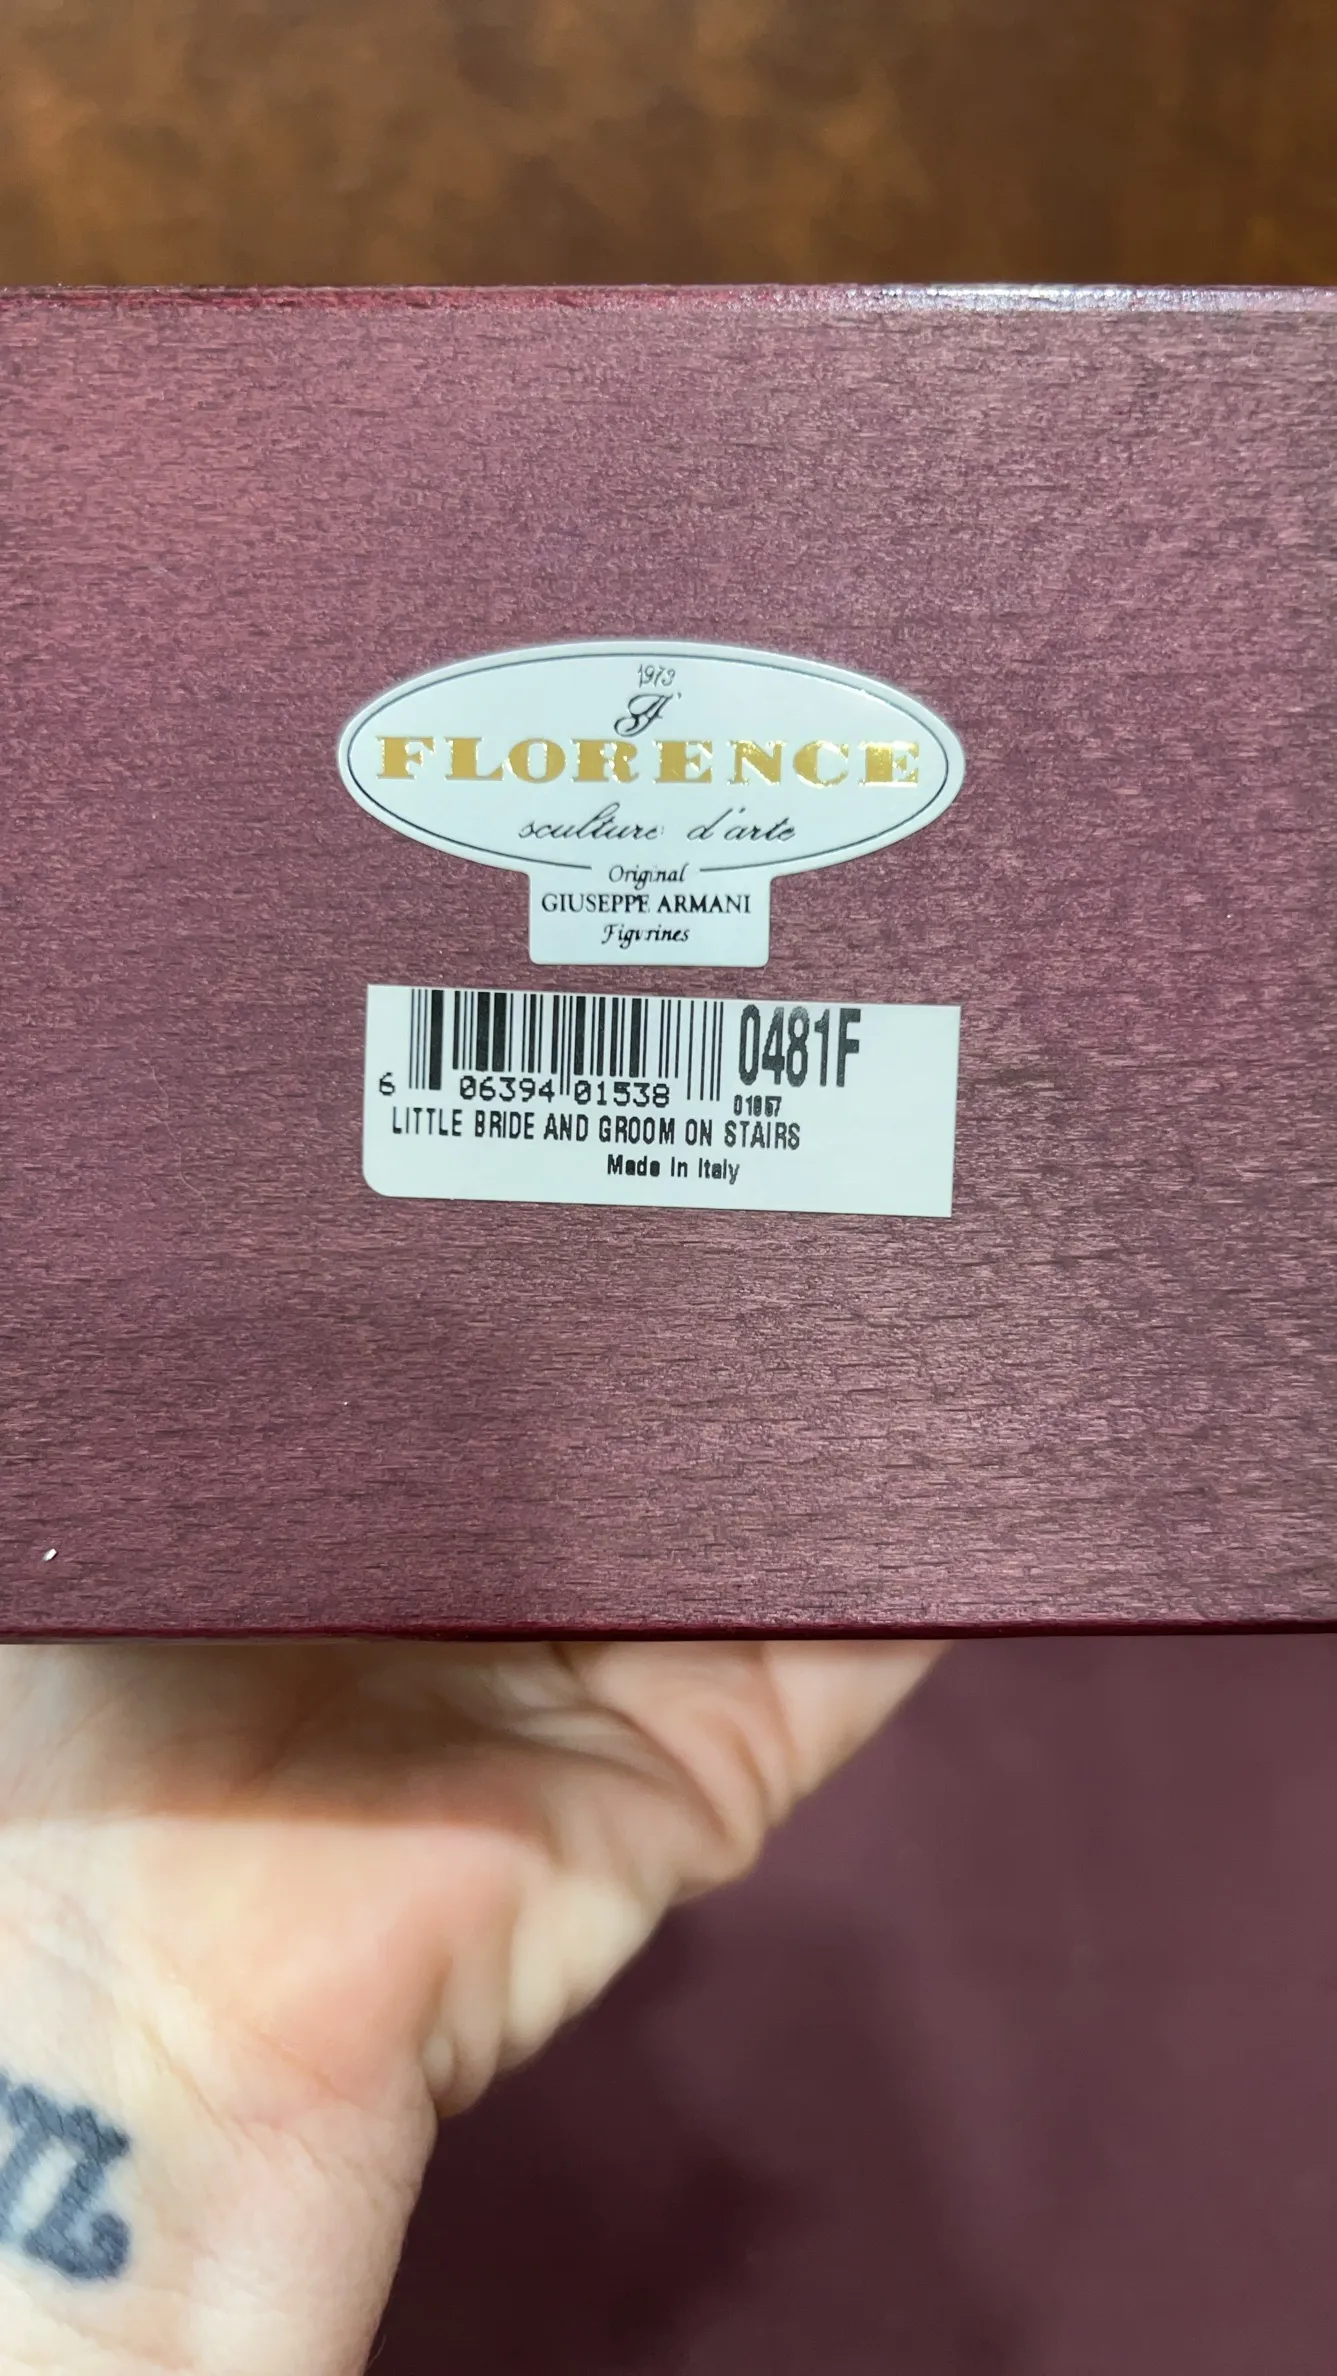 1973
FLORENCE
sculture d'arte
Original
GIUSEPPE ARMANI
Figurines
0481F
6 06394 01538
LITTLE BRIDE AND GROOM ON STAIRS
Made In Italy